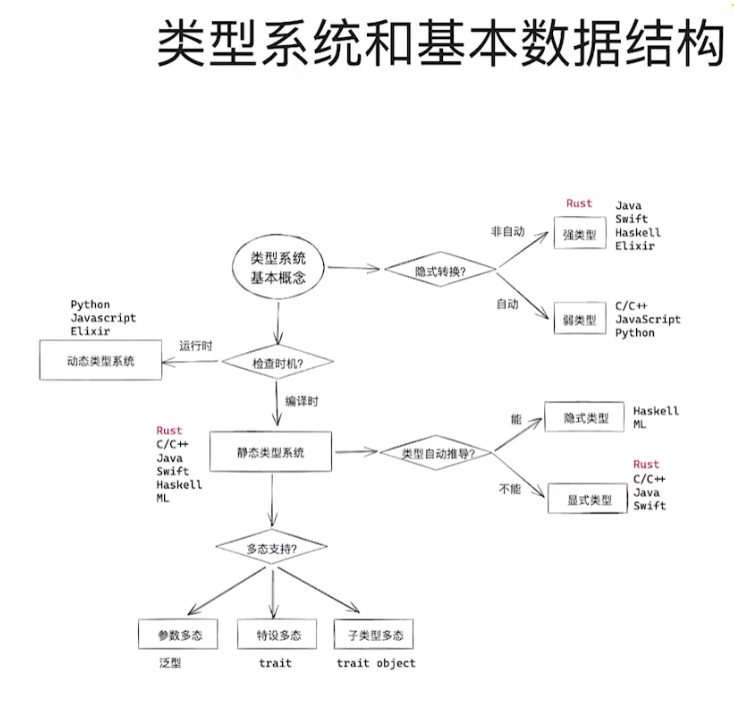 类型系统和基本数据结构
Rust
Java
Swift
Haskell
Elixir
非自动
强类型
类型系统
基本概念
隐式转换?
自动
弱类型
C/C++
JavaScript
Python
Python
Javascript
Elixir
动态类型系统
运行时
检查时机?
编译时
Rust
C/C++
Java
Swift
Haskell
ML
静态类型系统
类型自动推导?
能
隐式类型
Haskell
ML
不能
显式类型
Rust
C/C++
Java
Swift
多态支持?
参数多态
特设多态
子类型多态
泛型
trait
trait object